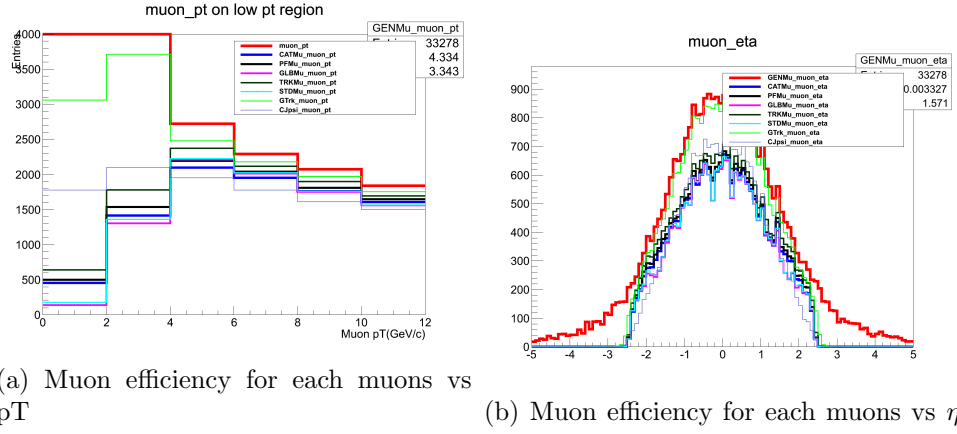 muon_pt on low pt region
GENMu_muon_pt
33278
4.334
3.343
muon_pt
CATMu_muon_pt
PFMu_muon_pt
GLBMu_muon_pt
TRKMu_muon_pt
STDMu_muon_pt
GTrk_muon_pt
CJpsi_muon_pt
Entries
4000
3500
3000
2500
2000
1500
1000
500
0
0 2 4 6 8 10 12
Muon pT(GeV/c)
(a) Muon efficiency for each muons vs
pT
muon_eta
GENMu_muon_eta
33278
0.003327
1.571
GENMu_muon_eta
CATMu_muon_eta
PFMu_muon_eta
GLBMu_muon_eta
TRKMu_muon_eta
STDMu_muon_eta
GTrk_muon_eta
CJpsi_muon_eta
900
800
700
600
500
400
300
200
100
0
-5 -4 -3 -2 -1 0 1 2 3 4 5
(b) Muon efficiency for each muons vs η